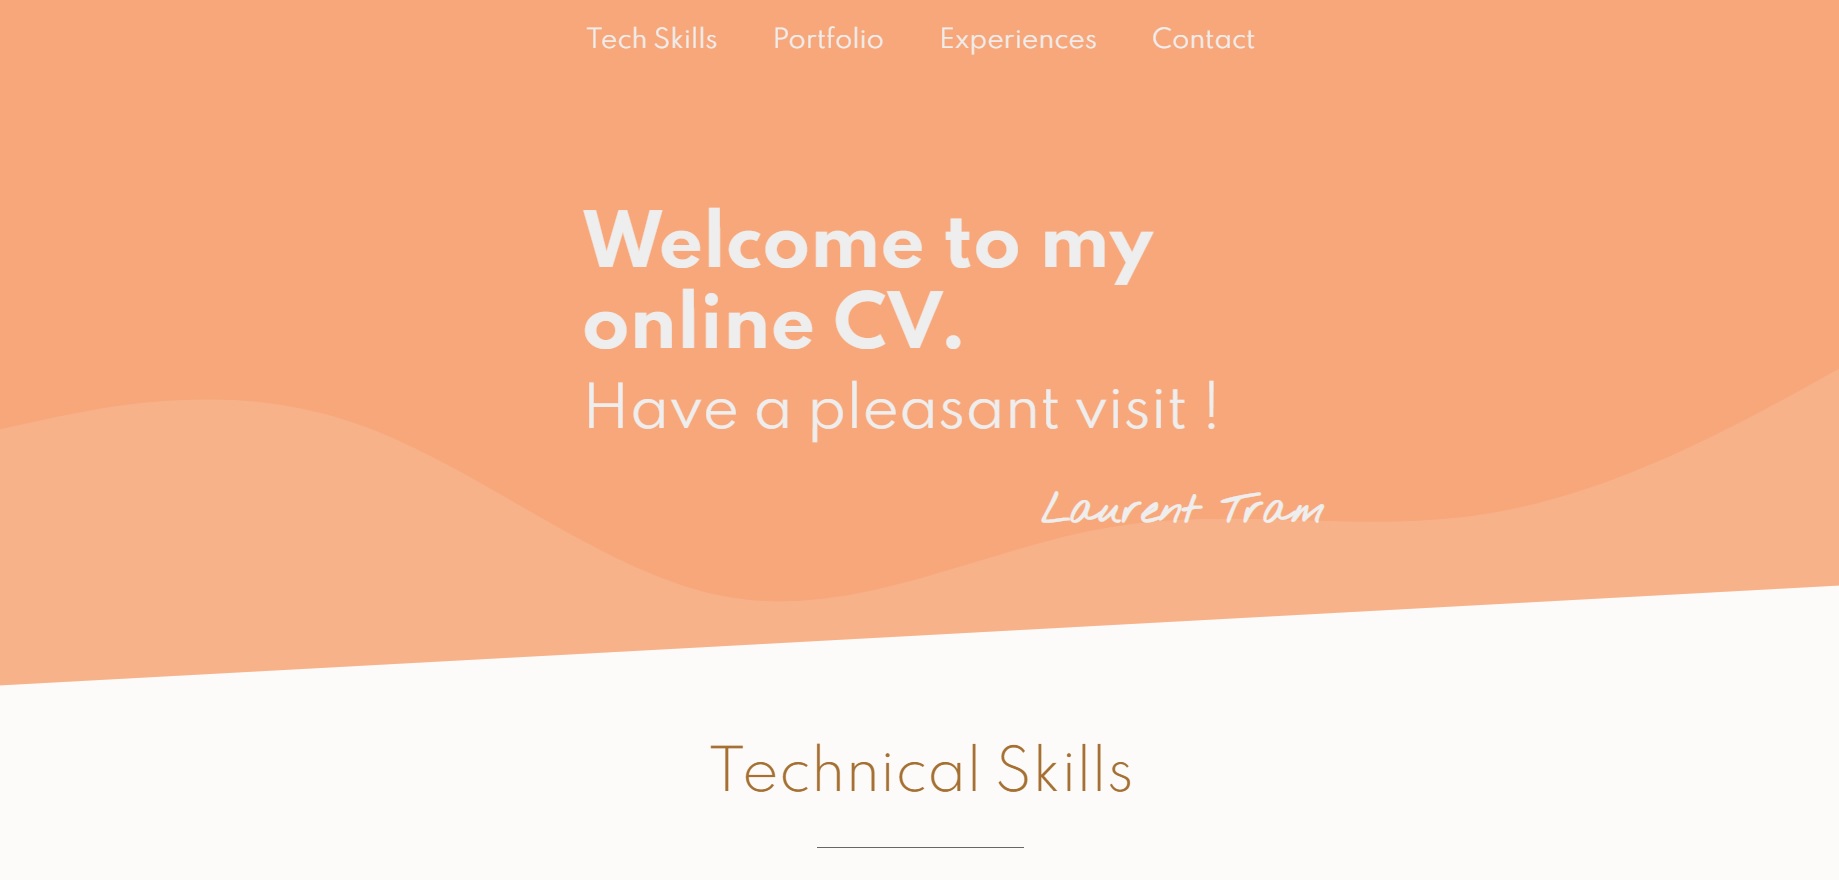 Tech Skills Portfolio Experiences Contact
Welcome to my
online CV.
Have a pleasant visit !
Laurent Tram
Technical Skills